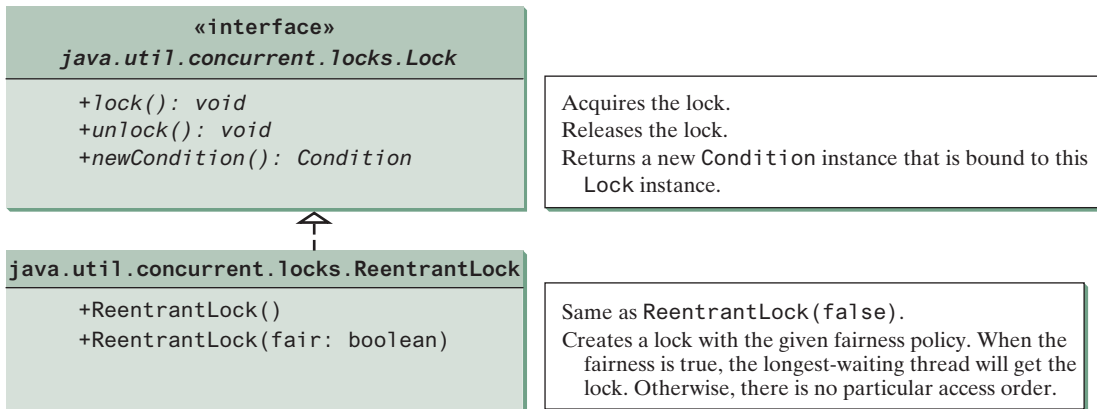 «interface»
java.util.concurrent.locks.Lock
+lock(): void
+unlock(): void
+newCondition(): Condition
Acquires the lock.
Releases the lock.
Returns a new Condition instance that is bound to this
Lock instance.
java.util.concurrent.locks.ReentrantLock
+ReentrantLock()
+ReentrantLock(fair: boolean)
Same as ReentrantLock(false).
Creates a lock with the given fairness policy. When the
fairness is true, the longest-waiting thread will get the
lock. Otherwise, there is no particular access order.